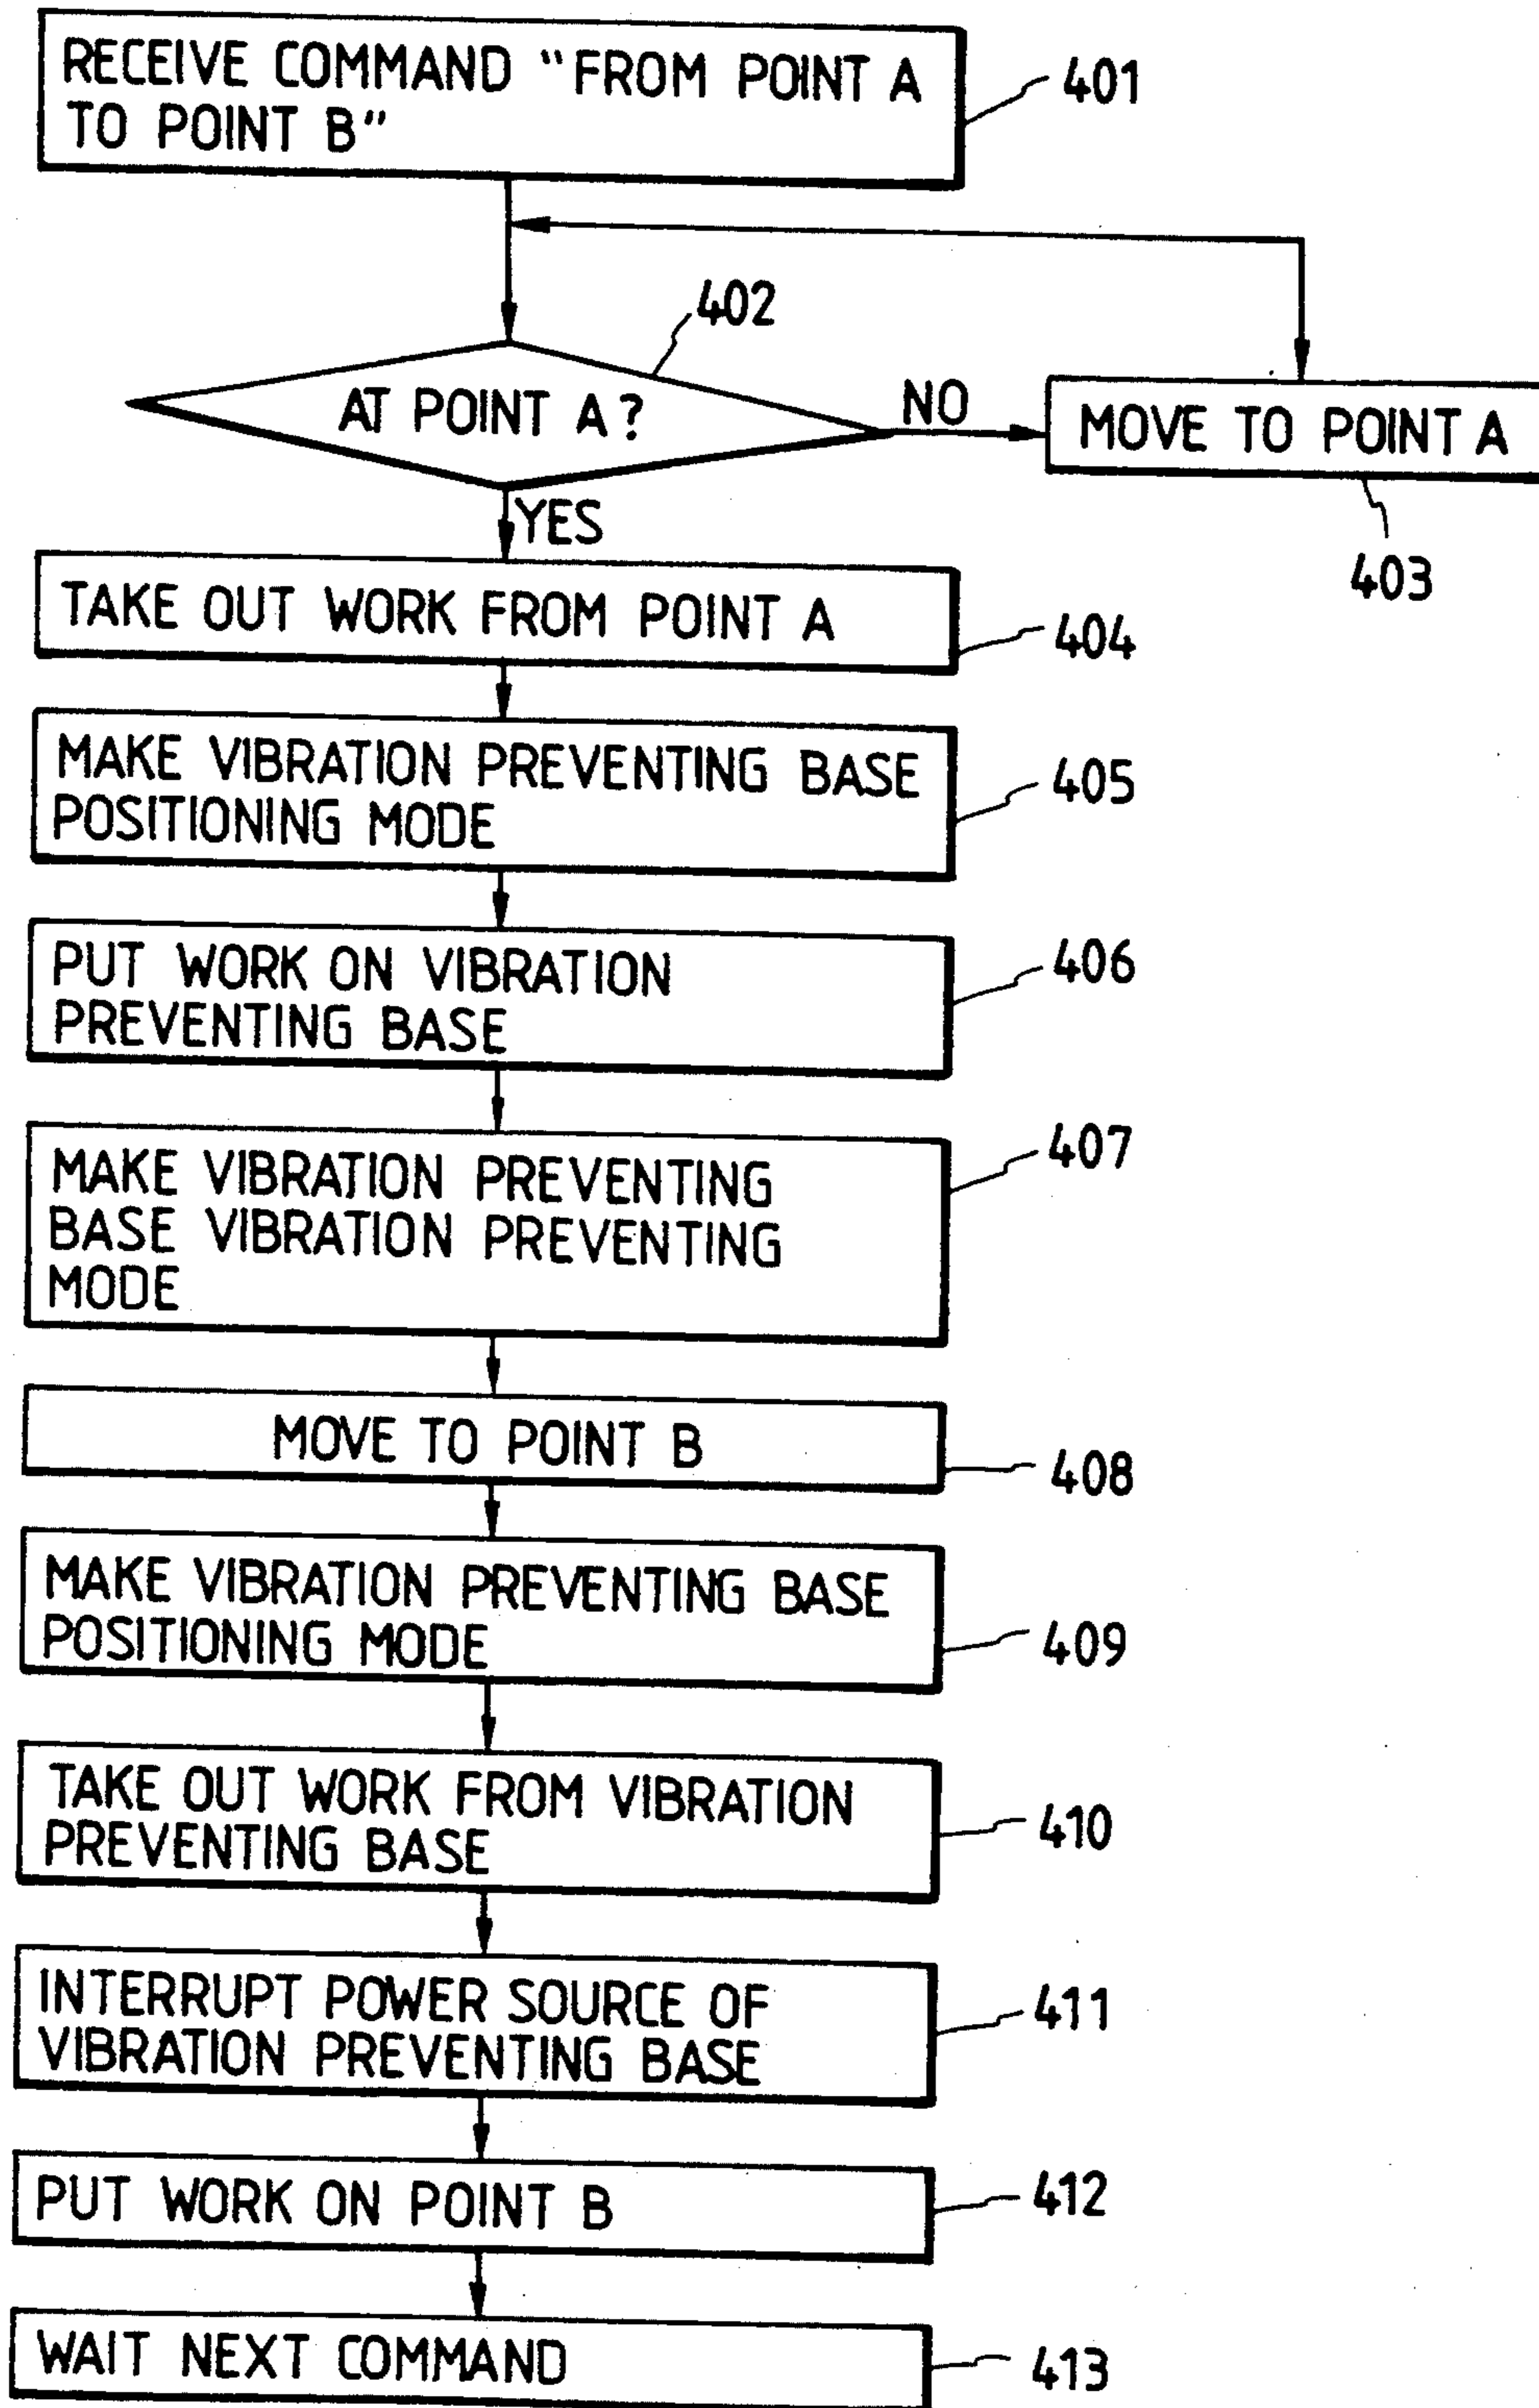 RECEIVE COMMAND "FROM POINT A
TO POINT B"
401
402
AT POINT A?
NO
MOVE TO POINT A
403
YES
TAKE OUT WORK FROM POINT A
404
MAKE VIBRATION PREVENTING BASE
POSITIONING MODE
405
PUT WORK ON VIBRATION
PREVENTING BASE
406
MAKE VIBRATION PREVENTING
BASE VIBRATION PREVENTING
MODE
407
MOVE TO POINT B
408
MAKE VIBRATION PREVENTING BASE
POSITIONING MODE
409
TAKE OUT WORK FROM VIBRATION
PREVENTING BASE
410
INTERRUPT POWER SOURCE OF
VIBRATION PREVENTING BASE
411
PUT WORK ON POINT B
412
WAIT NEXT COMMAND
413